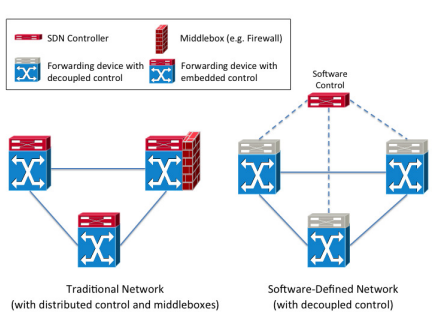 SDN Controller
Middlebox (e.g. Firewall)
Forwarding device with
decoupled control
Forwarding device with
embedded control
Software
Control
Traditional Network
(with distributed control and middleboxes)
Software-Defined Network
(with decoupled control)